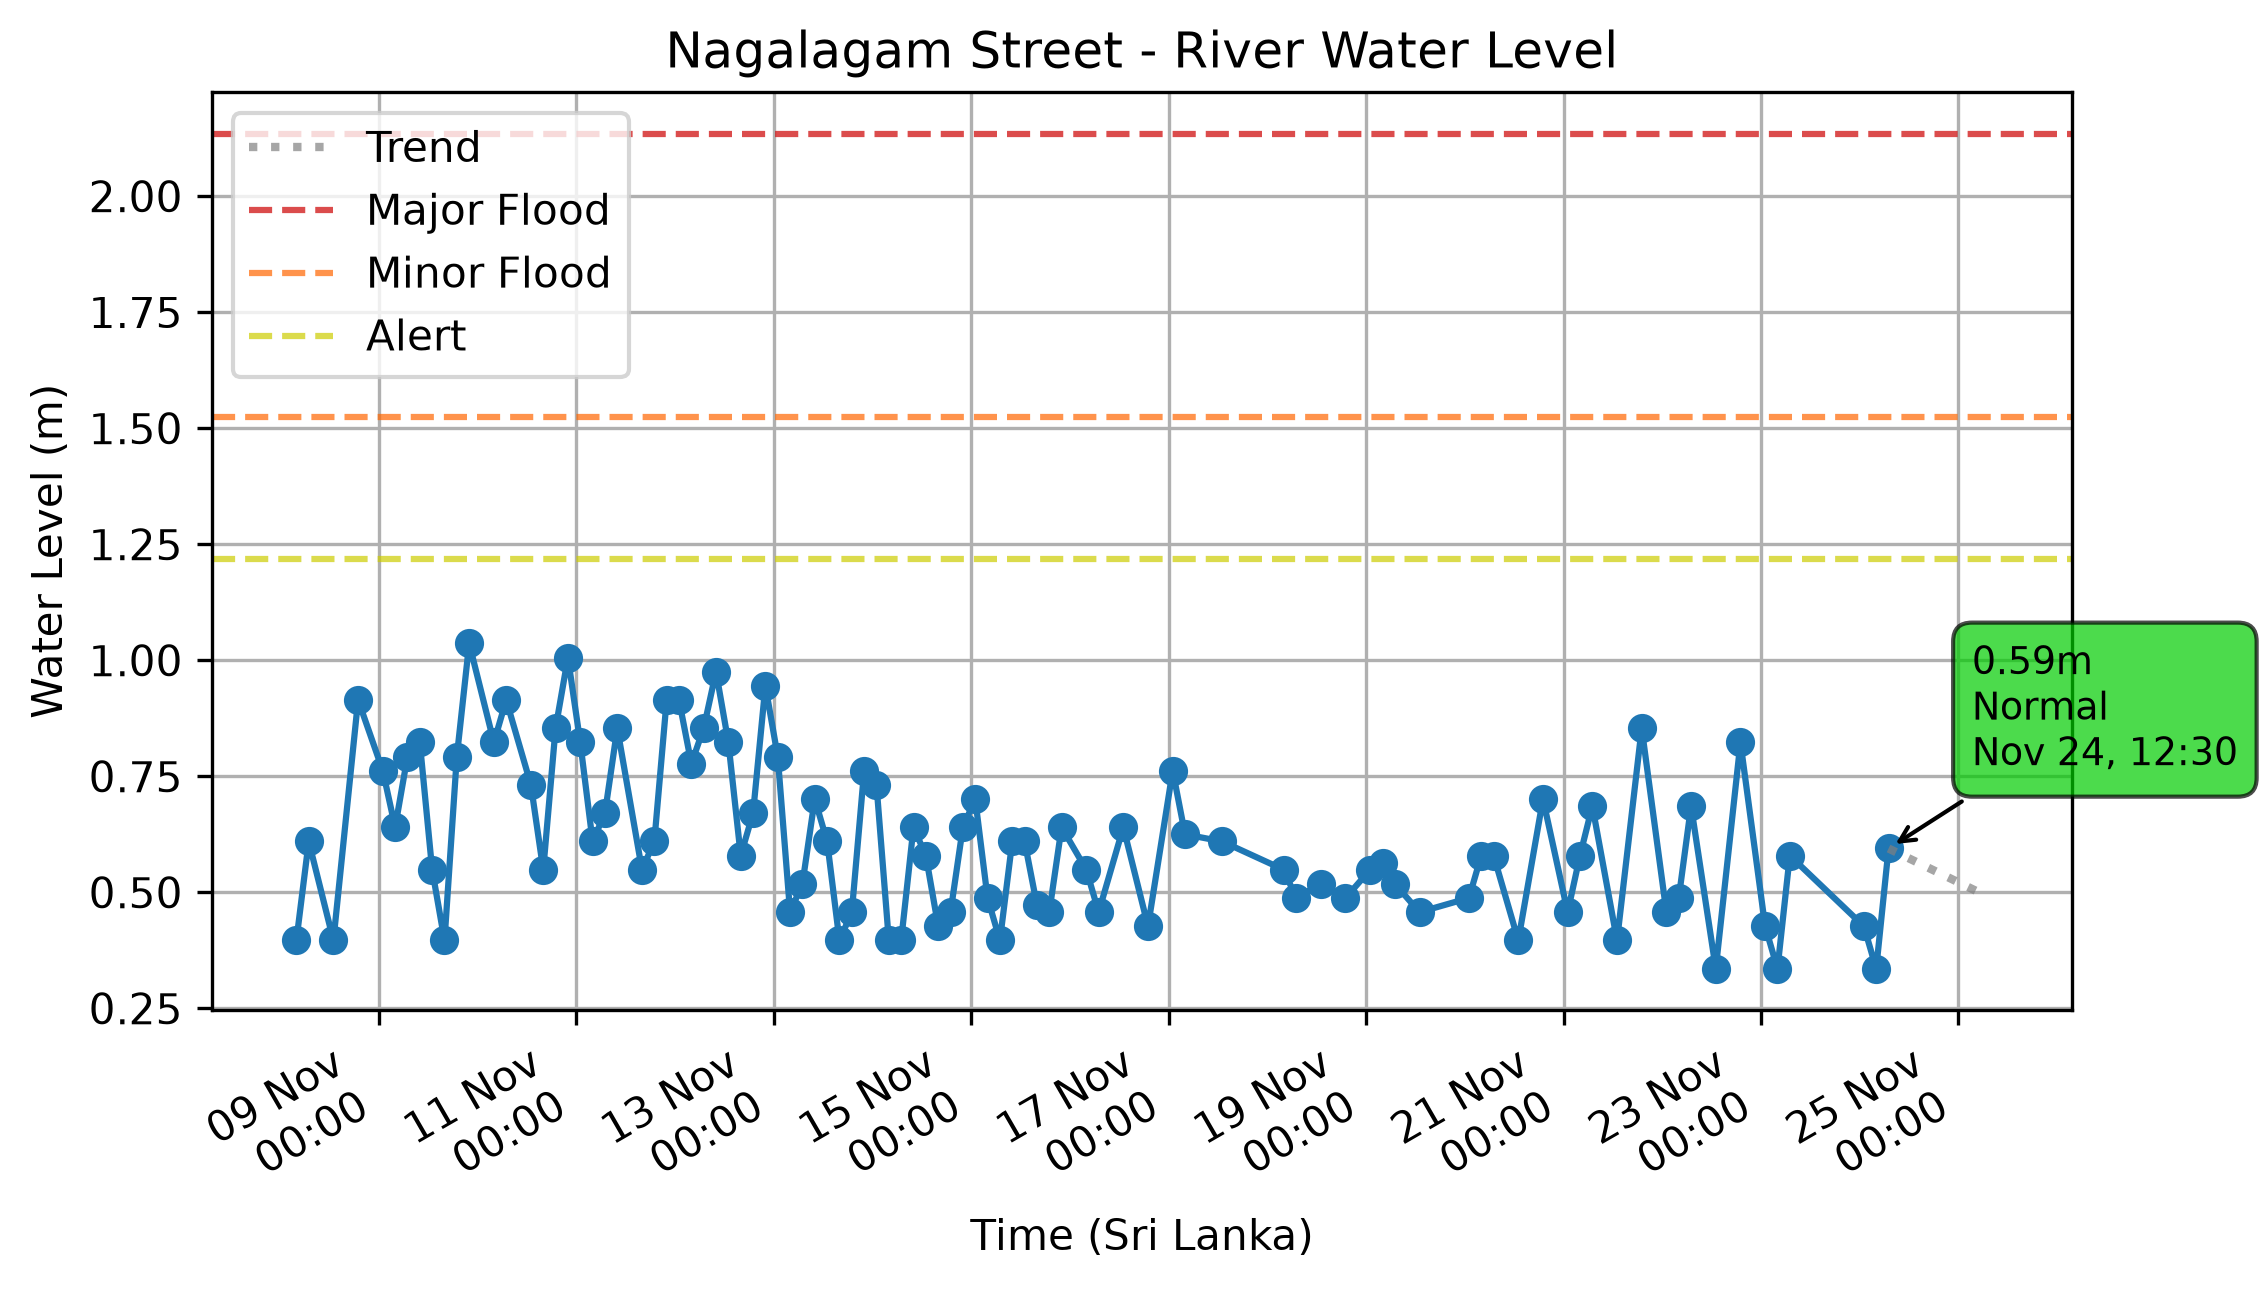 Nagalagam Street - River Water Level
Trend
Major Flood
Minor Flood
Alert
Water Level (m)
2.00
1.75
1.50
1.25
1.00
0.75
0.50
0.25
0.59m
Normal
Nov 24, 12:30
09 Nov
00:00
11 Nov
00:00
13 Nov
00:00
15 Nov
00:00
17 Nov
00:00
19 Nov
00:00
21 Nov
00:00
23 Nov
00:00
25 Nov
00:00
Time (Sri Lanka)